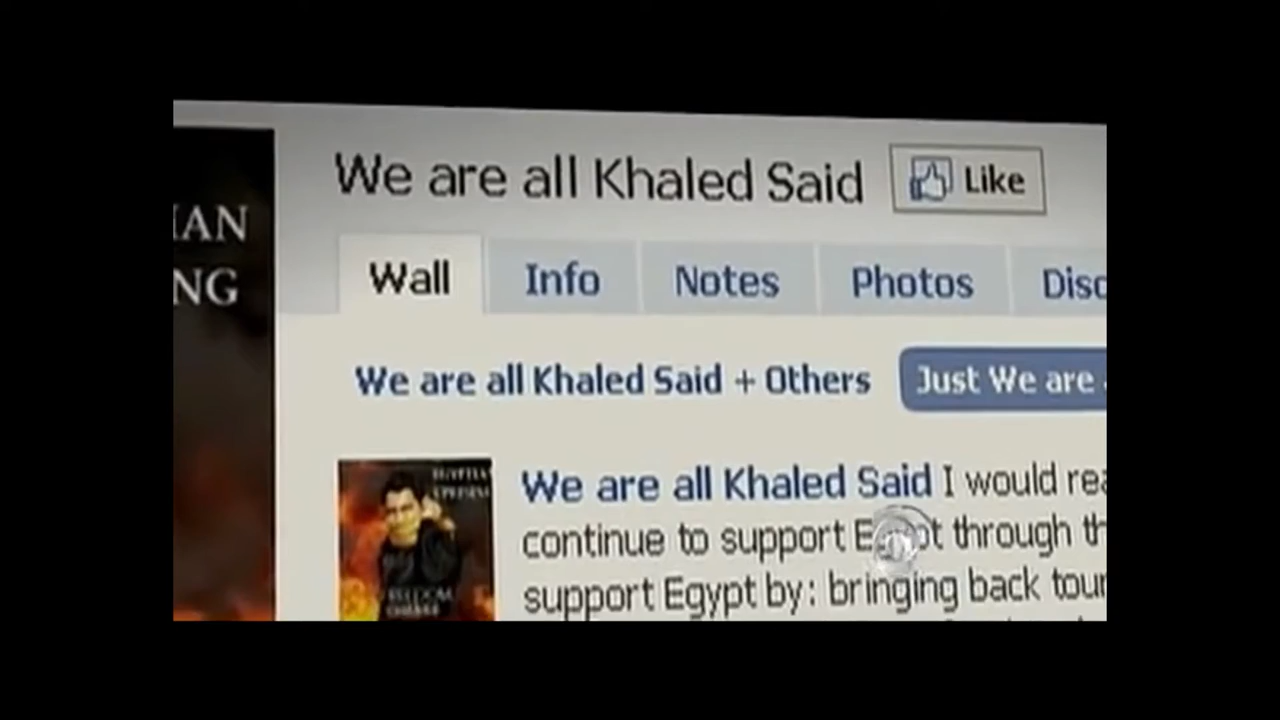 We are all Khaled Said Like
IAN
NG
Wall Info Notes Photos Disc
We are all Khaled Said + Others Just We are
We are all Khaled Said I would rea
continue to support Egypt through th
support Egypt by: bringing back tour